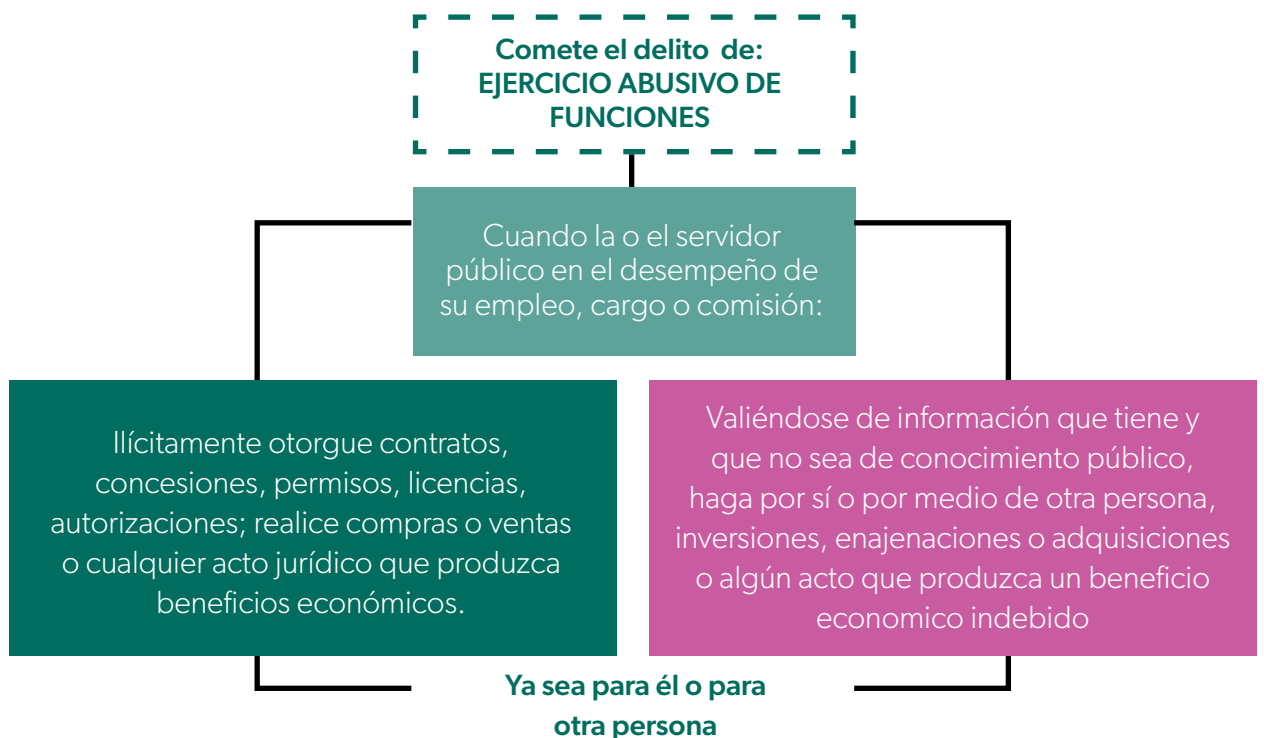 Comete el delito de:
EJERCICIO ABUSIVO DE
FUNCIONES
Cuando la o el servidor
público en el desempeño de
su empleo, cargo o comisión:
Ilícitamente otorgue contratos,
concesiones, permisos, licencias,
autorizaciones; realice compras o ventas
o cualquier acto jurídico que produzca
beneficios económicos.
Valiéndose de información que tiene y
que no sea de conocimiento público,
haga por sí o por medio de otra persona,
inversiones, enajenaciones o adquisiciones
o algún acto que produzca un beneficio
economico indebido
Ya sea para él o para
otra persona